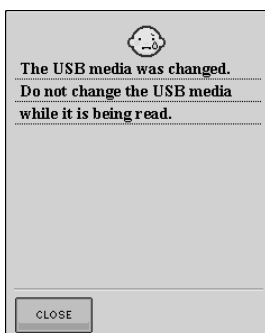 The USB media was changed.
Do not change the USB media
while it is being read.
CLOSE